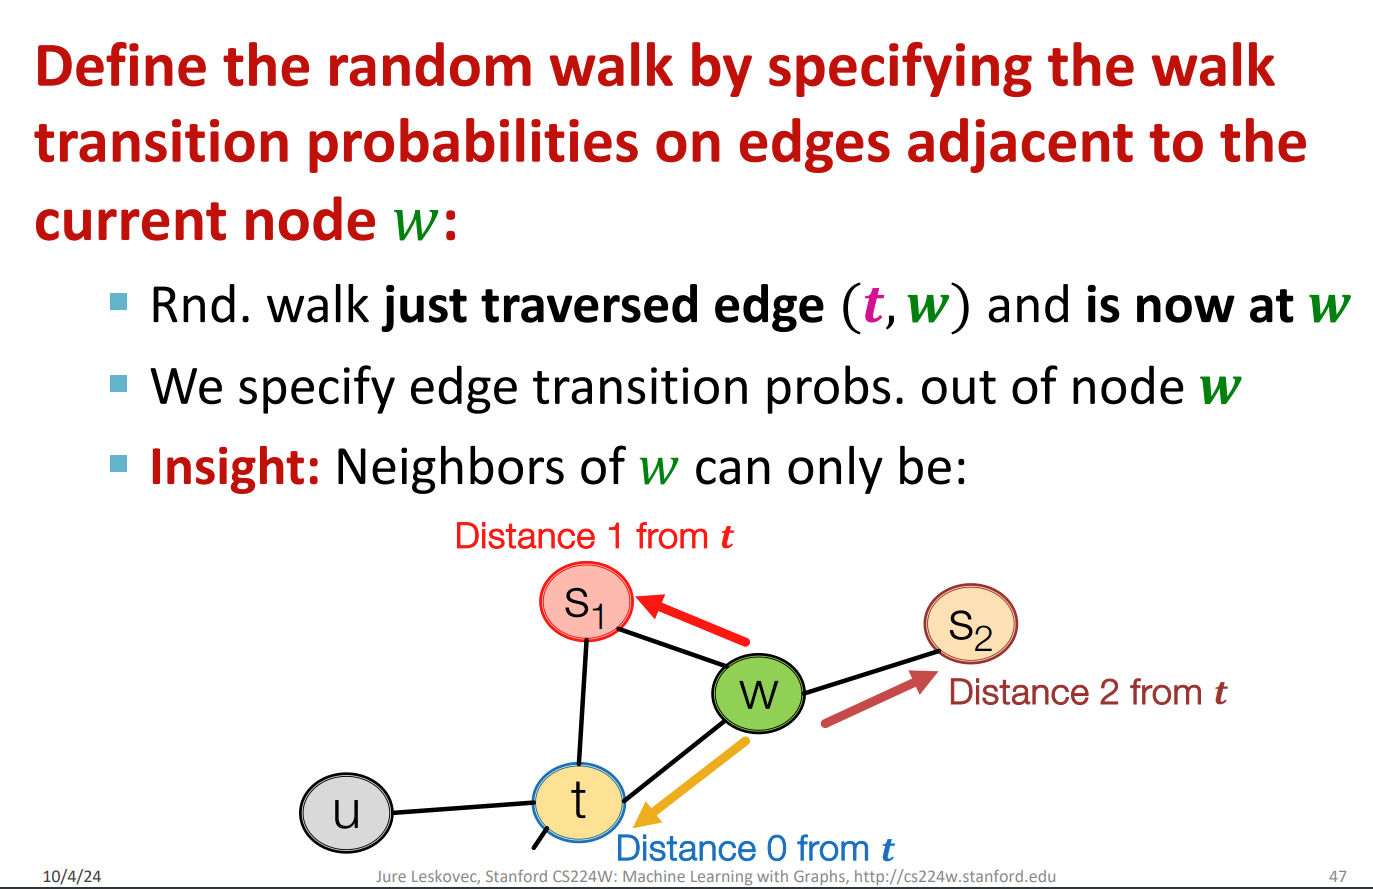 Define the random walk by specifying the walk
transition probabilities on edges adjacent to the
current node w:
▪ Rnd. walk just traversed edge (t, w) and is now at w
▪ We specify edge transition probs. out of node w
▪ Insight: Neighbors of w can only be:
Distance 1 from t
s₁
s₂
w
Distance 2 from t
t
u
Distance 0 from t
10/4/24
Jure Leskovec, Stanford CS224W: Machine Learning with Graphs, http://cs224w.stanford.edu
47